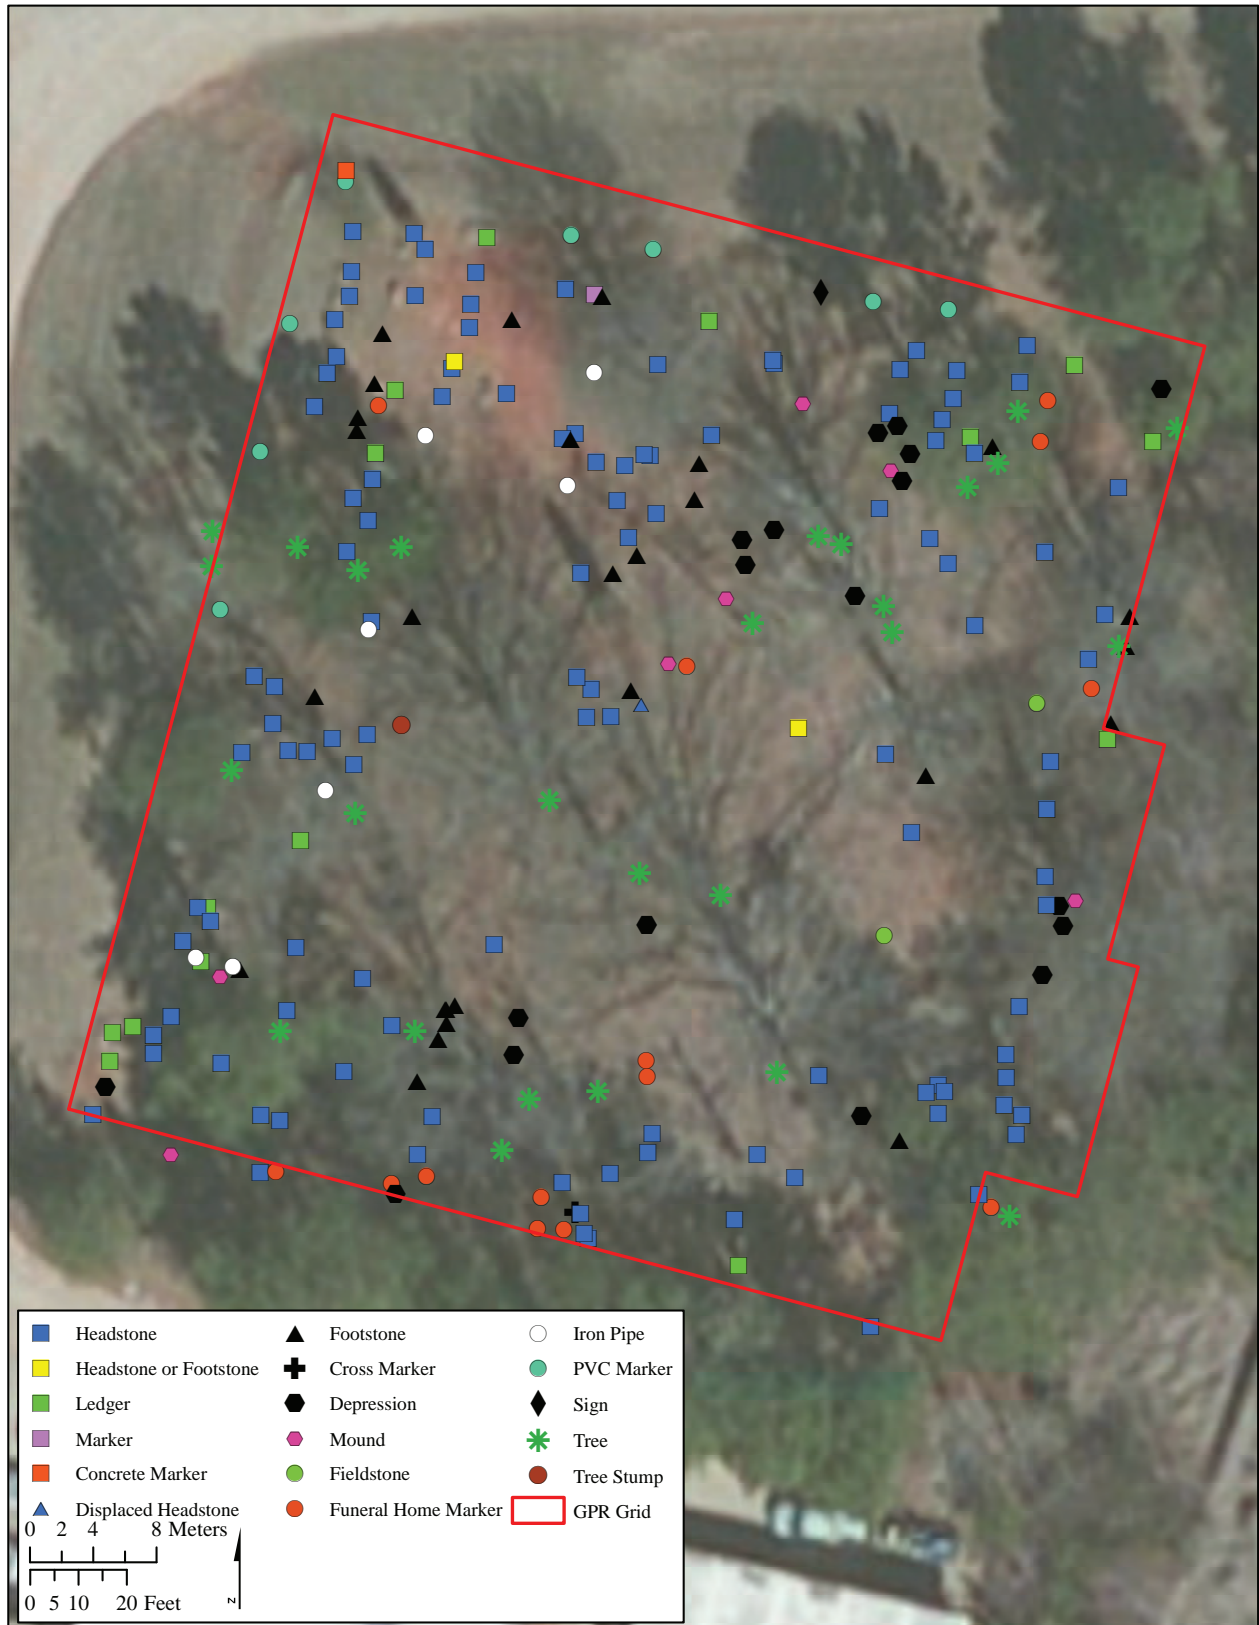 Headstone
Footstone
Iron Pipe
Headstone or Footstone
Cross Marker
PVC Marker
Ledger
Depression
Sign
Marker
Mound
Tree
Concrete Marker
Fieldstone
Tree Stump
Displaced Headstone
Funeral Home Marker
GPR Grid
0 2 4 8 Meters
0 5 10 20 Feet
N